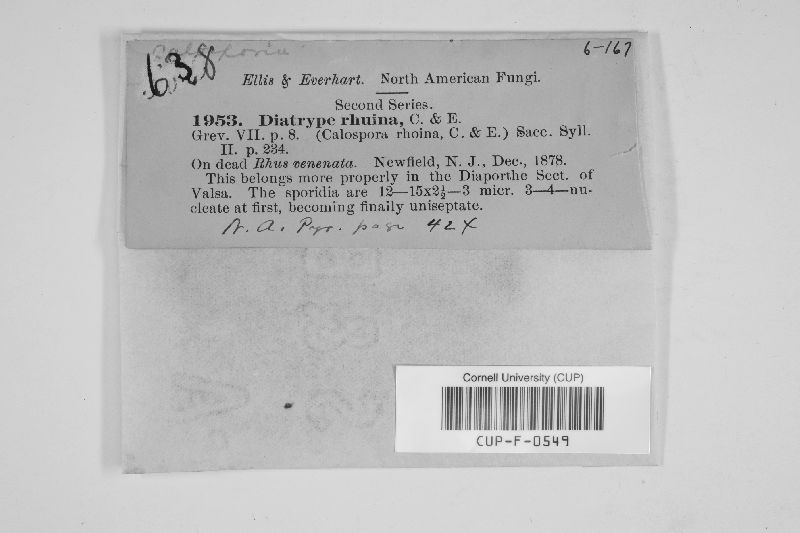 Calosporia
6-167
638
Ellis & Everhart. North American Fungi.
Second Series.
1953. Diatrype rhuina, C. & E.
Grev. VII. p. 8. (Calospora rhoina, C. & E.) Sacc. Syll.
II. p. 234.
On dead Rhus venenata. Newfield, N. J., Dec., 1878.
This belongs more properly in the Diaporthe Sect. of
Valsa. The sporidia are 12—15x2½—3 micr. 3—4—nu-
cleate at first, becoming finally uniseptate.
N. A. Pyr. page 424
Cornell University (CUP)
CUP-F-0549